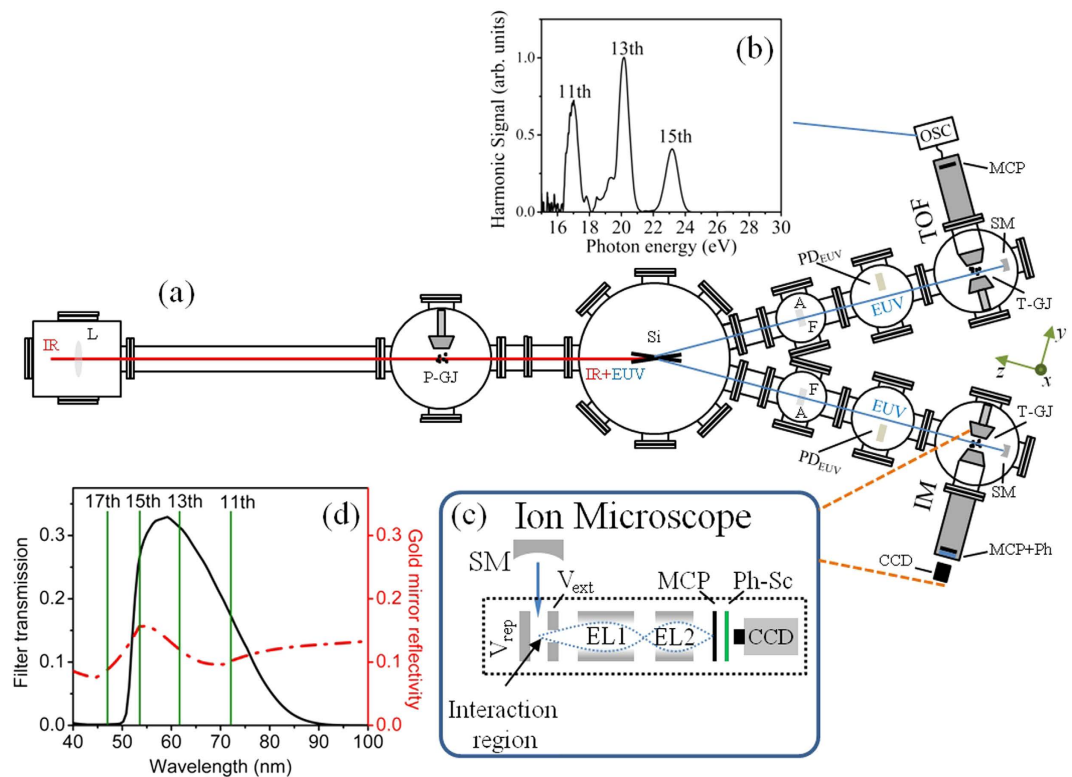 (a)
IR
L
P-GJ
Si
IR+EUV
A
F
PD_EUV
EUV
TOF
OSC
MCP
SM
T-GJ
F
A
EUV
PD_EUV
IM
T-GJ
SM
MCP+Ph
CCD
y
z
x
(b)
Harmonic Signal (arb. units)
1.0
0.5
0.0
11th
13th
15th
16 18 20 22 24 26 28 30
Photon energy (eV)
(c) Ion Microscope
SM
V_ext
V_rep
EL1
EL2
MCP
Ph-Sc
CCD
Interaction
region
(d)
17th 15th 13th 11th
Filter transmission
0.3
0.2
0.1
0.0
Gold mirror reflectivity
0.3
0.2
0.1
0.0
40 50 60 70 80 90 100
Wavelength (nm)